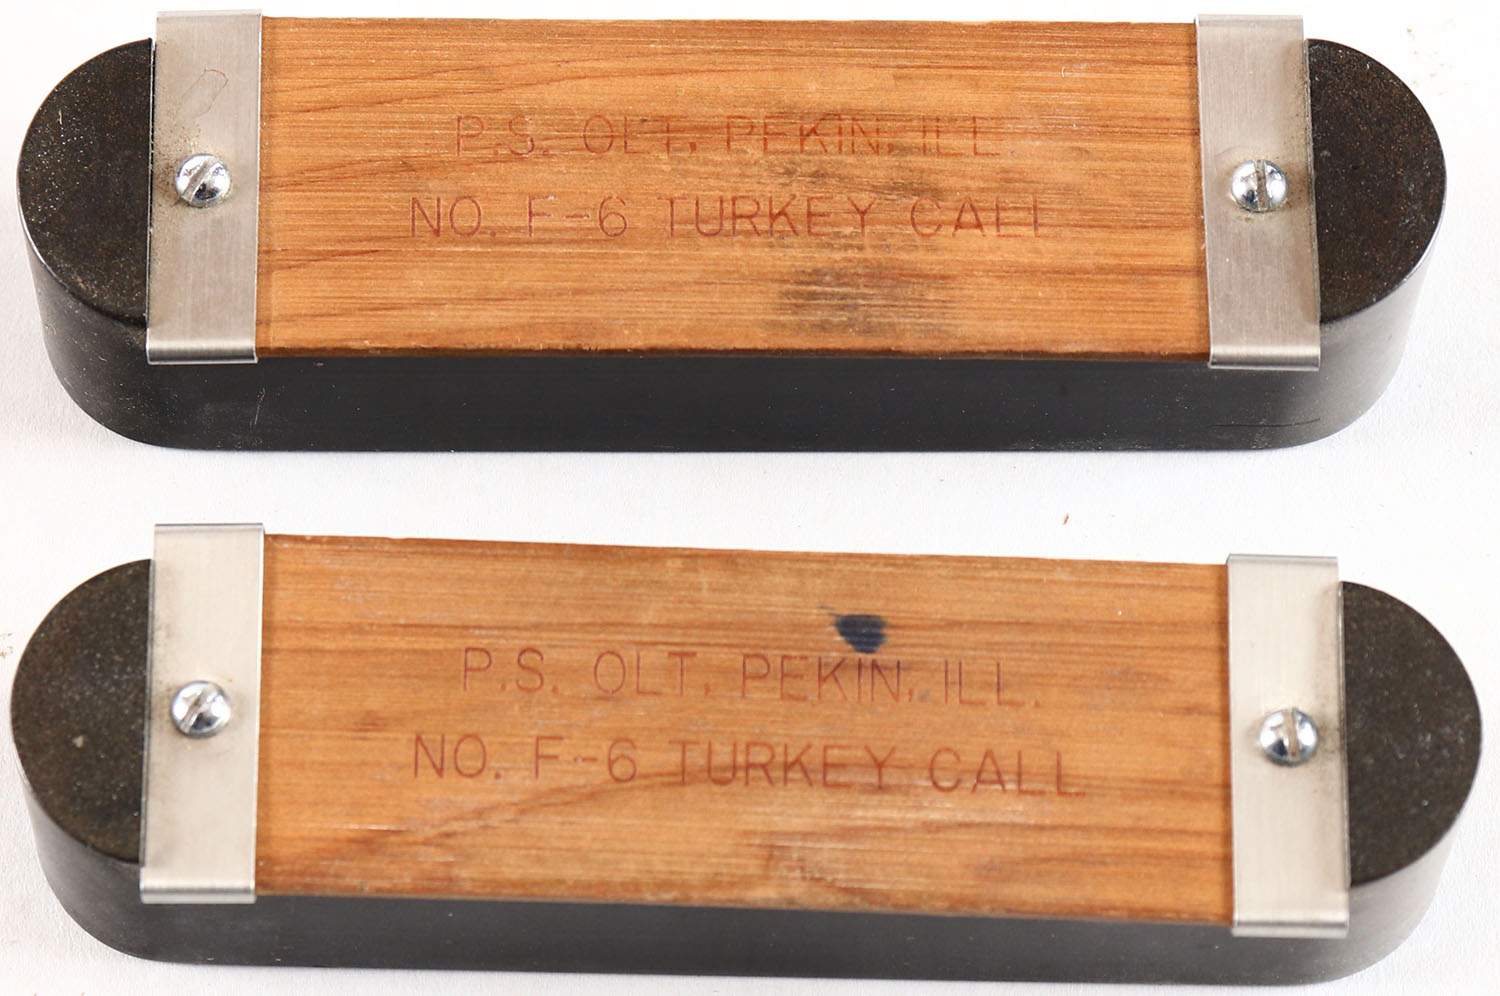 P.S. OLT, PEKIN, ILL.
NO. F-6 TURKEY CALL
P.S. OLT, PEKIN, ILL.
NO. F-6 TURKEY CALL